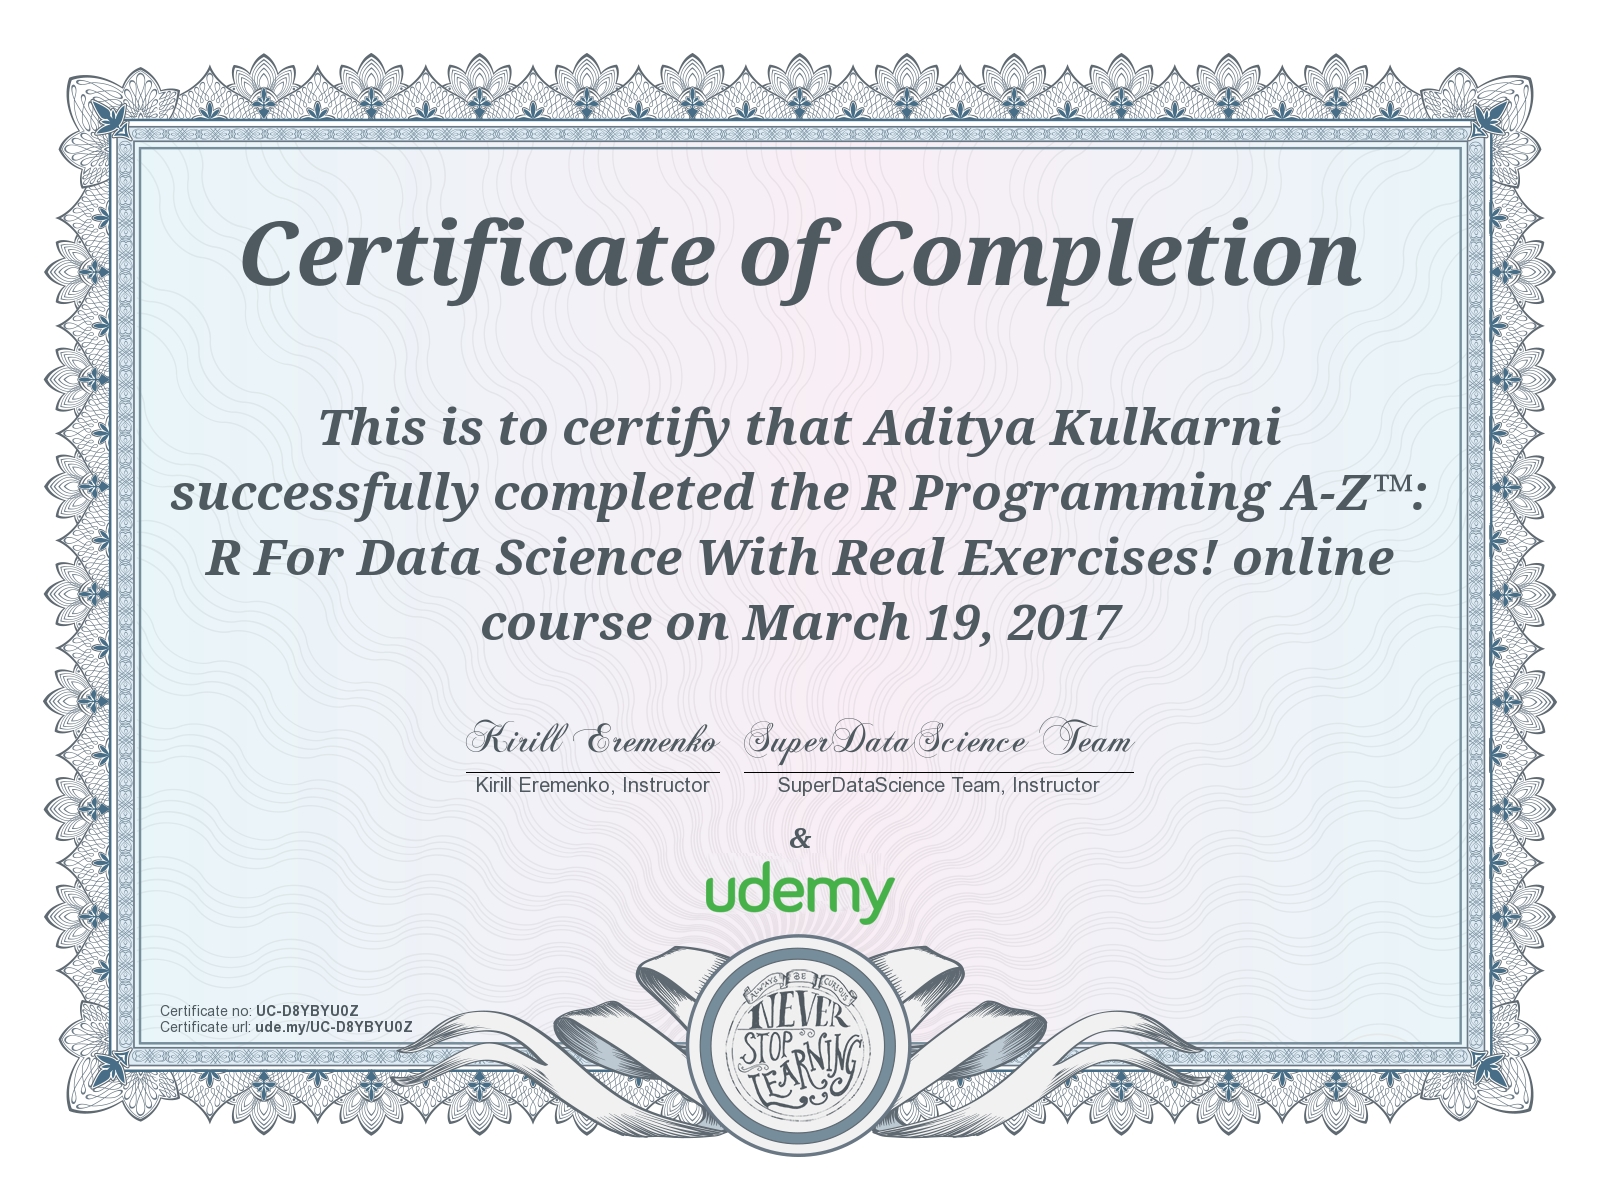 Certificate of Completion
This is to certify that Aditya Kulkarni
successfully completed the R Programming A-Z™:
R For Data Science With Real Exercises! online
course on March 19, 2017
Kirill Eremenko SuperDataScience Team
Kirill Eremenko, Instructor SuperDataScience Team, Instructor
&
udemy
Certificate no: UC-D8YBYU0Z
Certificate url: ude.my/UC-D8YBYU0Z
ALWAYS BE CURIOUS
NEVER
STOP
LEARNING